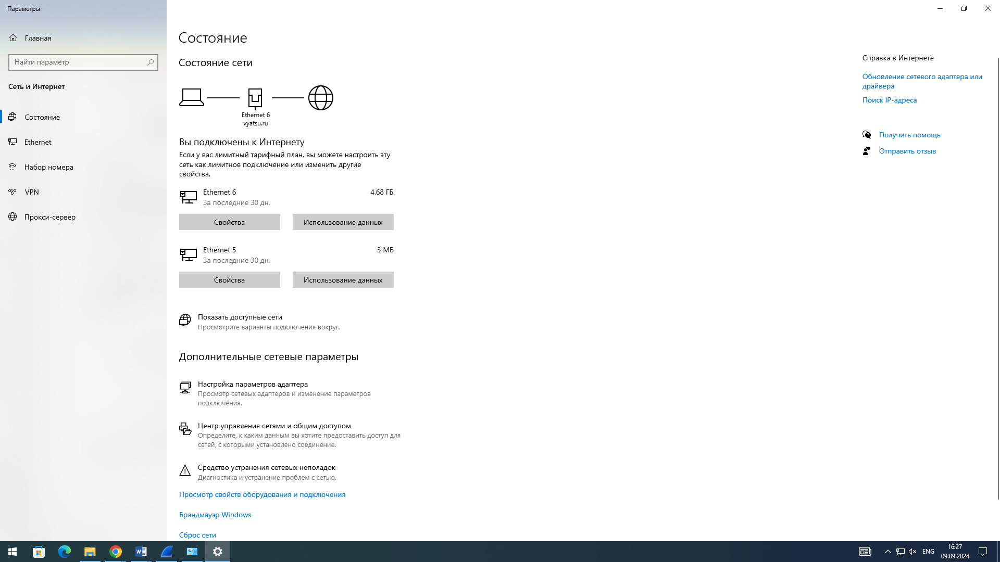 Параметры
Главная
Найти параметр
Сеть и Интернет
Состояние
Ethernet
Набор номера
VPN
Прокси-сервер
Состояние
Состояние сети
Ethernet 6
vyatsu.ru
Вы подключены к Интернету
Если у вас лимитный тарифный план, вы можете настроить эту
сеть как лимитное подключение или изменить другие
свойства.
Ethernet 6 4.68 ГБ
За последние 30 дн.
Свойства Использование данных
Ethernet 5 3 МБ
За последние 30 дн.
Свойства Использование данных
Показать доступные сети
Просмотрите варианты подключения вокруг.
Дополнительные сетевые параметры
Настройка параметров адаптера
Просмотр сетевых адаптеров и изменение параметров
подключения.
Центр управления сетями и общим доступом
Определите, к каким данным вы хотите предоставить доступ для
сетей, с которыми установлено соединение.
Средство устранения сетевых неполадок
Диагностика и устранение проблем с сетью.
Просмотр свойств оборудования и подключения
Брандмауэр Windows
Сброс сети
Справка в Интернете
Обновление сетевого адаптера или
драйвера
Поиск IP-адреса
Получить помощь
Отправить отзыв
ENG
16:27
09.09.2024